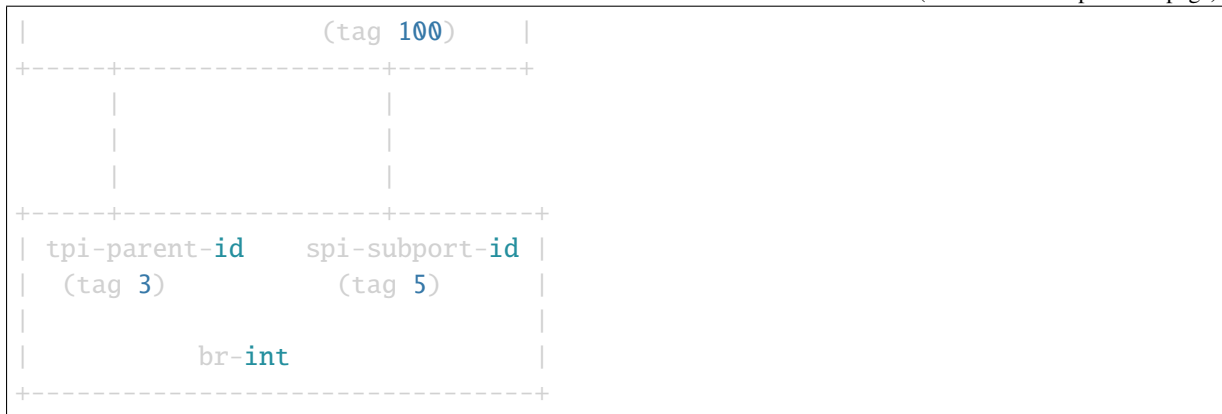 |                   (tag 100)    |
+-----+-----------------+--------+
      |                 |
      |                 |
      |                 |
+-----+-----------------+---------+
| tpi-parent-id    spi-subport-id |
|  (tag 3)            (tag 5)      |
|                                 |
|           br-int                |
+---------------------------------+